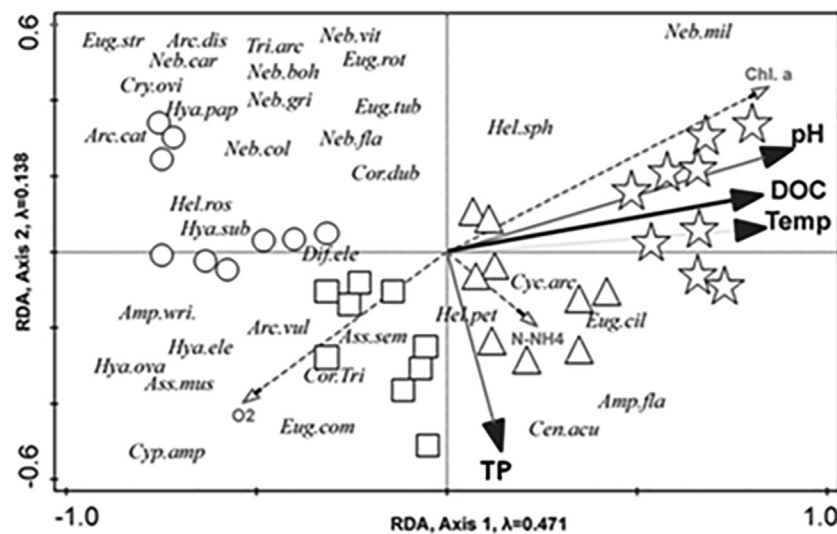 0.6
Eug.str Arc.dis Tri.arc Neb.vit Neb.mil
Neb.car Eug.rot
Cry.ovi Neb.boh Chl. a
Hya.pap Neb.gri Eug.tub
Arc.cat Neb.col Neb.fla Hel.sph pH
Cor.dub
DOC
Hel.ros Temp
Hya.sub
Dif.ele
Cyc.arc
Amp.wri. Arc.vul Hel.pet Eug.cil
Hya.ele Ass.sem N-NH4
Hya.ova Ass.mus Cor.Tri
O2 Amp.fla
Eug.com Cen.acu
Cyp.amp TP
-0.6
-1.0 1.0
RDA, Axis 1, λ=0.471
RDA, Axis 2, λ=0.138